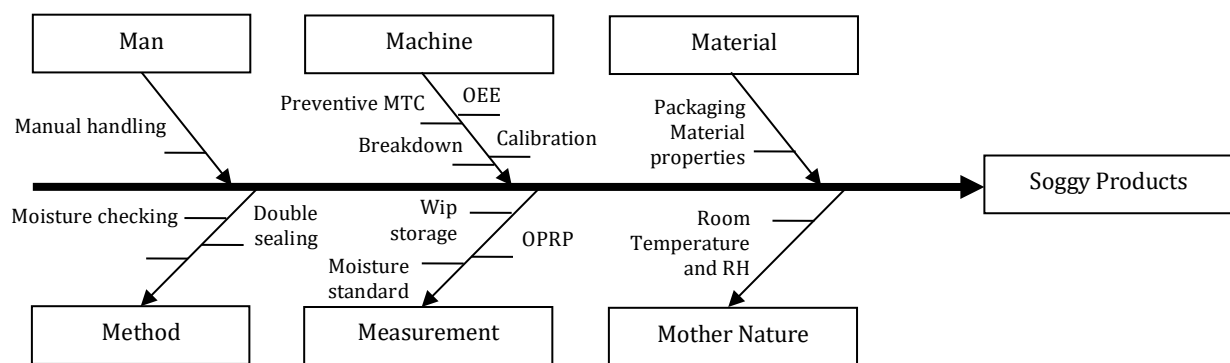 Man
Machine
Material
OEE
Preventive MTC
Packaging
Material
properties
Manual handling
Calibration
Breakdown
Soggy Products
Moisture checking
Double
sealing
Wip
storage
OPRP
Moisture
standard
Room
Temperature
and RH
Method
Measurement
Mother Nature